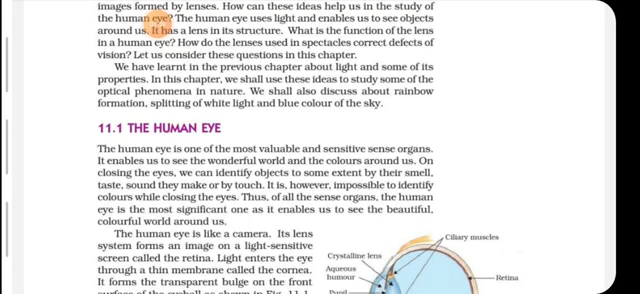 images formed by lenses. How can these ideas help us in the study of
the human eye? The human eye uses light and enables us to see objects
around us. It has a lens in its structure. What is the function of the lens
in a human eye? How do the lenses used in spectacles correct defects of
vision? Let us consider these questions in this chapter.
We have learnt in the previous chapter about light and some of its
properties. In this chapter, we shall use these ideas to study some of the
optical phenomena in nature. We shall also discuss about rainbow
formation, splitting of white light and blue colour of the sky.
11.1 THE HUMAN EYE
The human eye is one of the most valuable and sensitive sense organs.
It enables us to see the wonderful world and the colours around us. On
closing the eyes, we can identify objects to some extent by their smell,
taste, sound they make or by touch. It is, however, impossible to identify
colours while closing the eyes. Thus, of all the sense organs, the human
eye is the most significant one as it enables us to see the beautiful,
colourful world around us.
The human eye is like a camera. Its lens
system forms an image on a light-sensitive
screen called the retina. Light enters the eye
through a thin membrane called the cornea.
It forms the transparent bulge on the front
surface of the eyeball as shown in Fig. 11.1.
Ciliary muscles
Crystalline lens
Aqueous
humour
Retina
Pupil